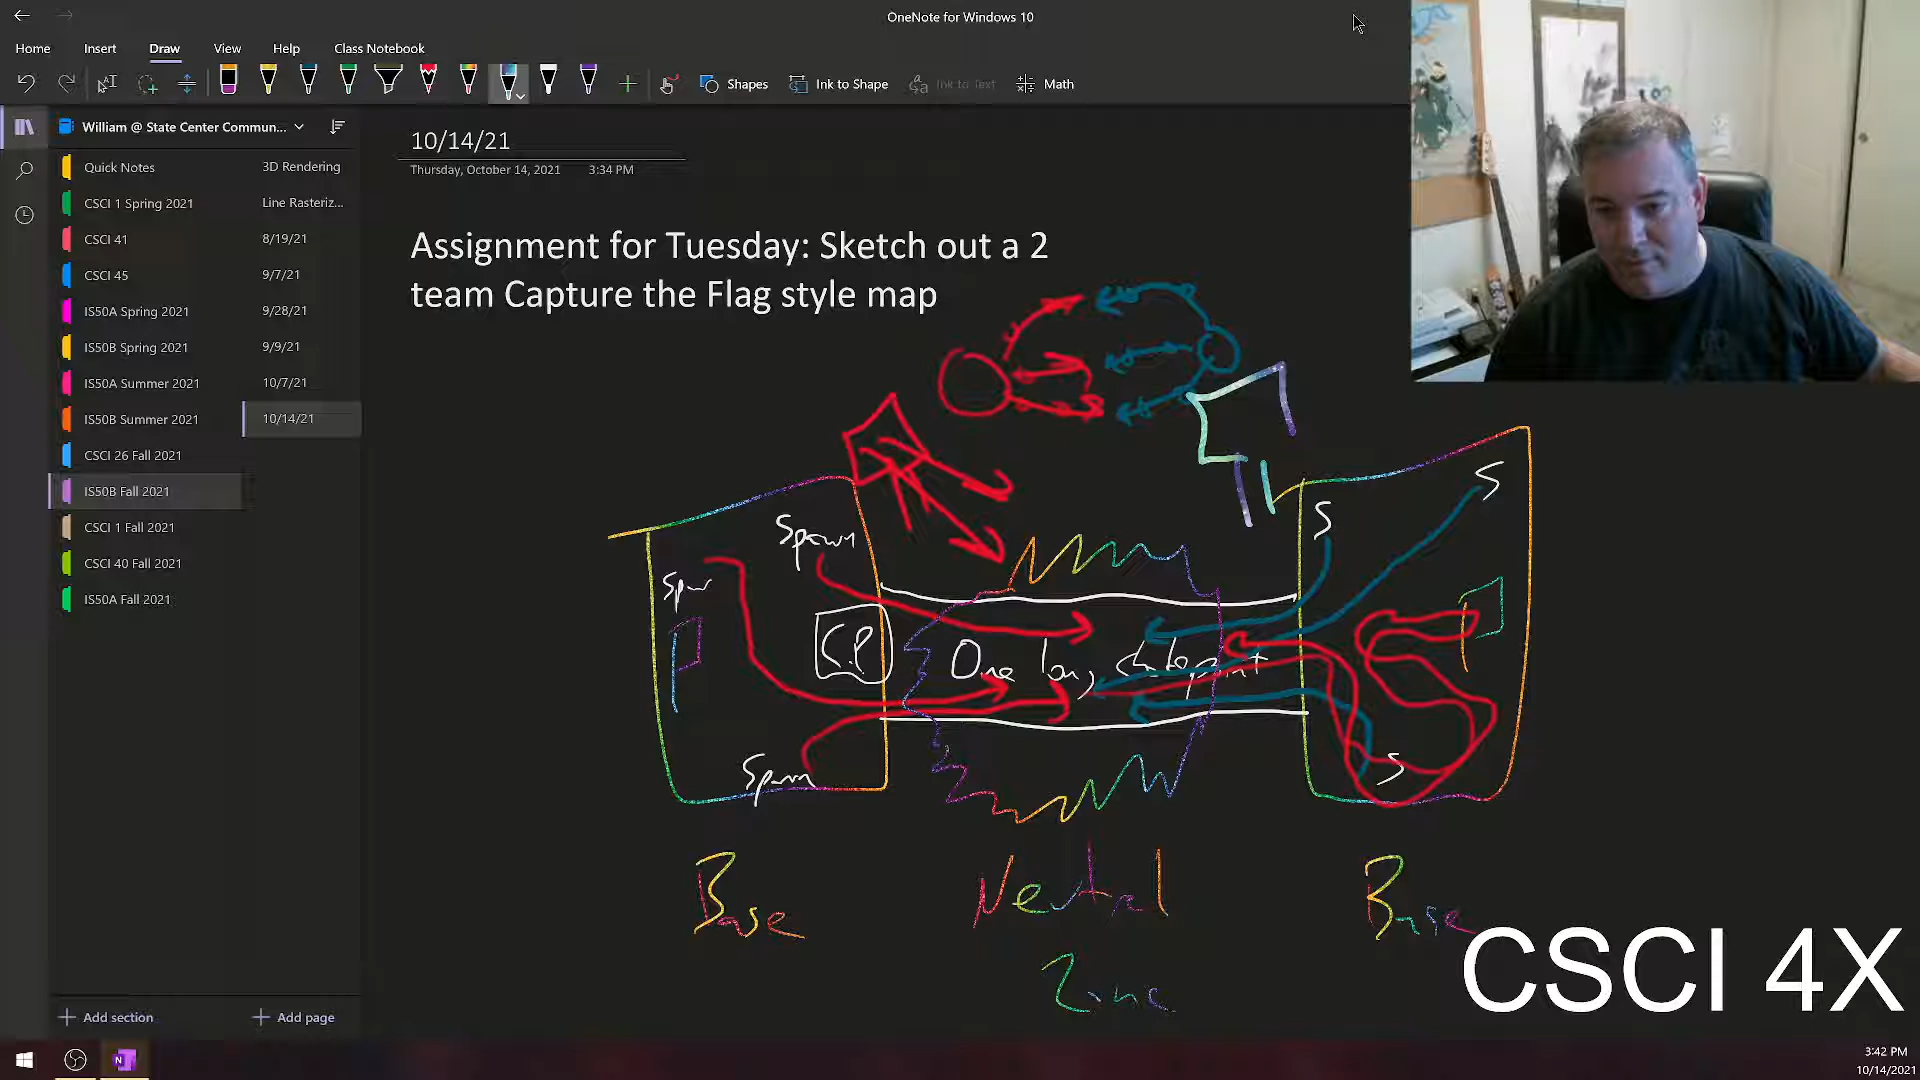 OneNote for Windows 10
Home Insert Draw View Help Class Notebook
Shapes Ink to Shape Ink to Text Math
William @ State Center Commun...
Quick Notes
CSCI 1 Spring 2021
CSCI 41
CSCI 45
IS50A Spring 2021
IS50B Spring 2021
IS50A Summer 2021
IS50B Summer 2021
CSCI 26 Fall 2021
IS50B Fall 2021
CSCI 1 Fall 2021
CSCI 40 Fall 2021
IS50A Fall 2021
3D Rendering
Line Rasteriz...
8/19/21
9/7/21
9/28/21
9/9/21
10/7/21
10/14/21
Add section
Add page
10/14/21
Thursday, October 14, 2021 3:34 PM
Assignment for Tuesday: Sketch out a 2
team Capture the Flag style map
S
S
Spawn
C.P.
One long
Spawn
S
Base
Neutral
Zone
Base
CSCI 4X
3:42 PM
10/14/2021